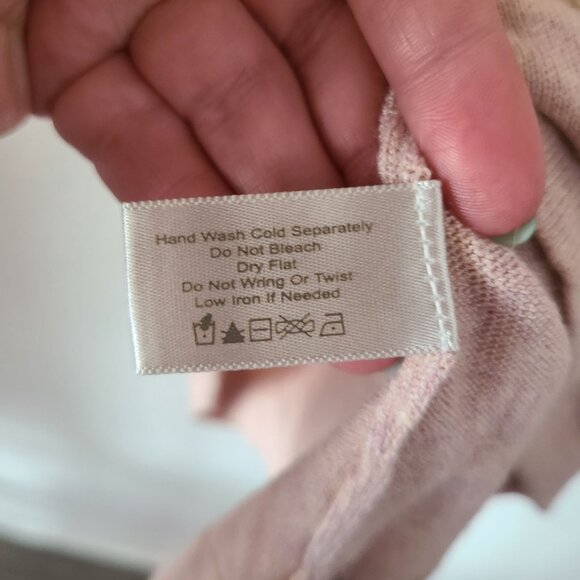 Hand Wash Cold Separately
Do Not Bleach
Dry Flat
Do Not Wring Or Twist
Low Iron If Needed